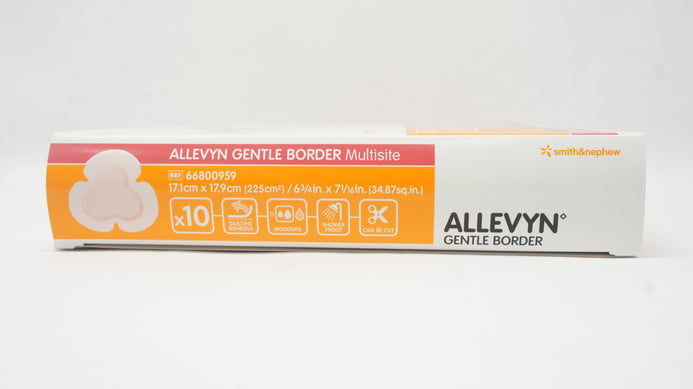 ALLEVYN GENTLE BORDER Multisite
REF 66800959
17.1cm x 17.9cm (225cm²) / 6¾in. x 7¹⁄₁₆in. (34.87sq.in.)
x10
SILICONE
ADHESIVE
MODERATE
SHOWER
PROOF
CAN BE CUT
smith&nephew
ALLEVYN◊
GENTLE BORDER